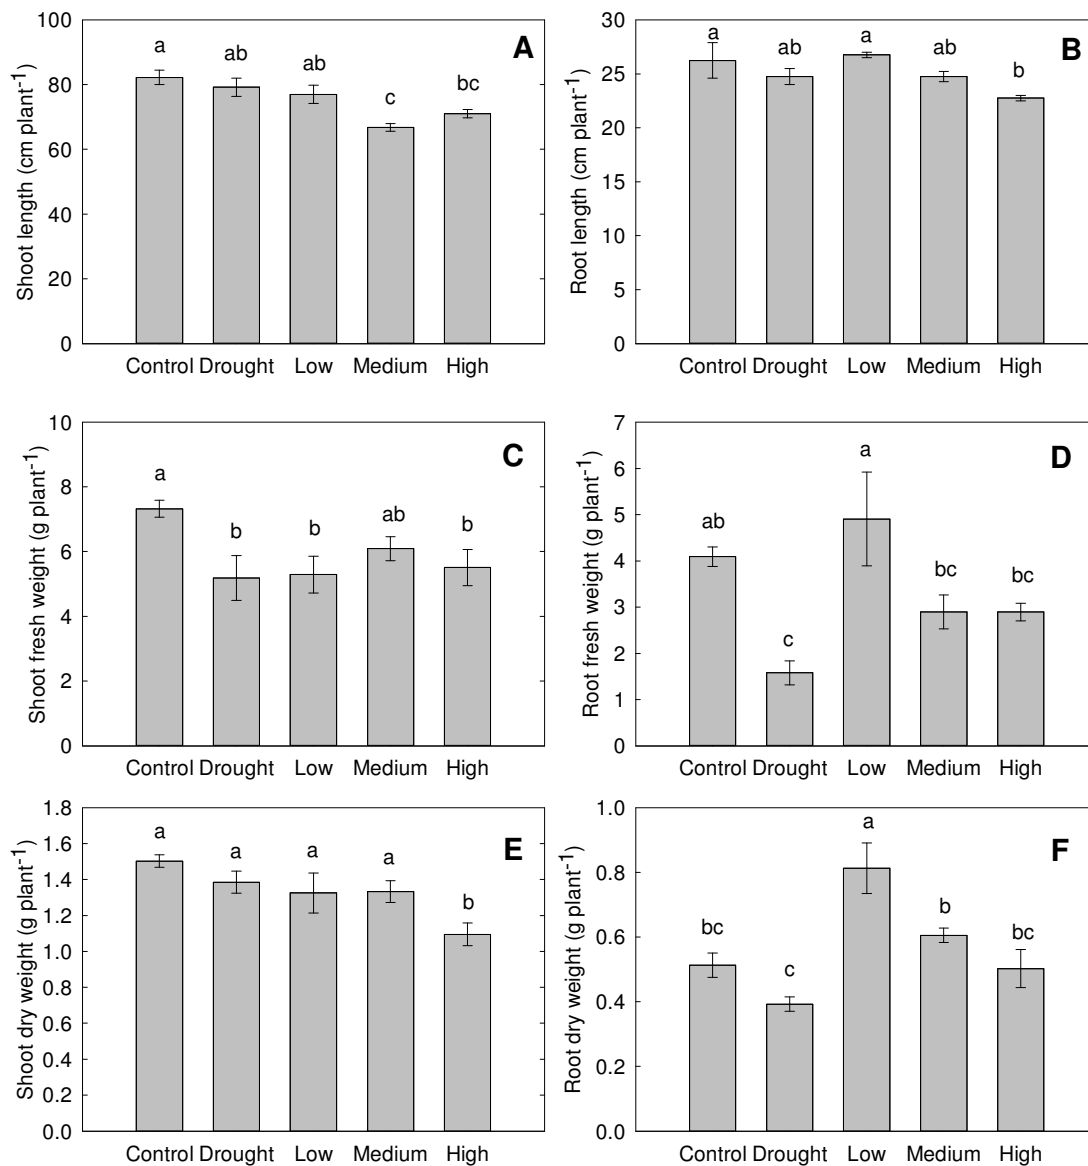 Shoot length (cm plant-1)
100
80
60
40
20
0
a
ab
ab
c
bc
A
Control Drought Low Medium High
Root length (cm plant-1)
30
25
20
15
10
5
0
a
ab
a
ab
b
B
Control Drought Low Medium High
Shoot fresh weight (g plant-1)
10
8
6
4
2
0
a
b
b
ab
b
C
Control Drought Low Medium High
Root fresh weight (g plant-1)
7
6
5
4
3
2
1
0
ab
c
a
bc
bc
D
Control Drought Low Medium High
Shoot dry weight (g plant-1)
1.8
1.6
1.4
1.2
1.0
0.8
0.6
0.4
0.2
0.0
a
a
a
a
b
E
Control Drought Low Medium High
Root dry weight (g plant-1)
1.0
0.8
0.6
0.4
0.2
0.0
bc
c
a
b
bc
F
Control Drought Low Medium High